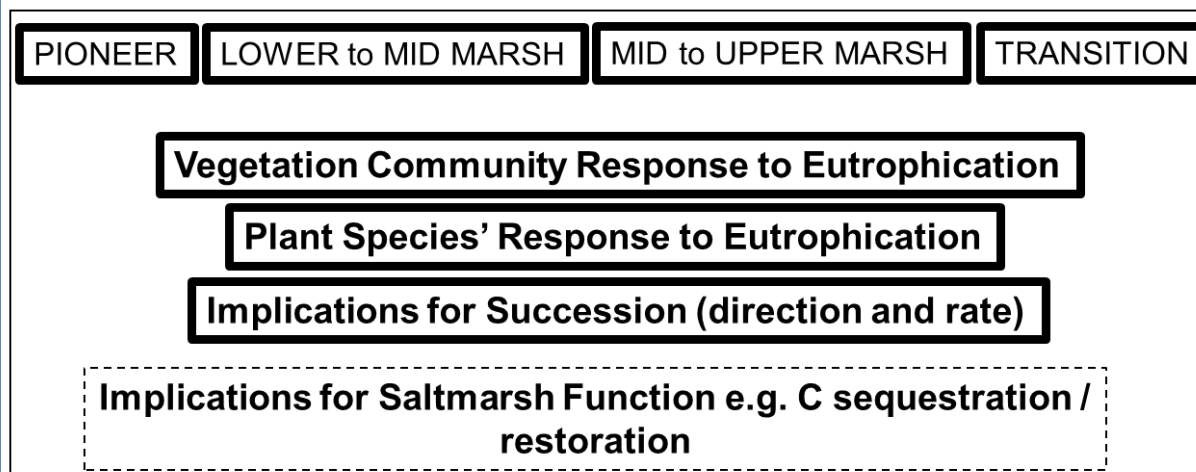 PIONEER LOWER to MID MARSH MID to UPPER MARSH TRANSITION
Vegetation Community Response to Eutrophication
Plant Species’ Response to Eutrophication
Implications for Succession (direction and rate)
Implications for Saltmarsh Function e.g. C sequestration /
restoration